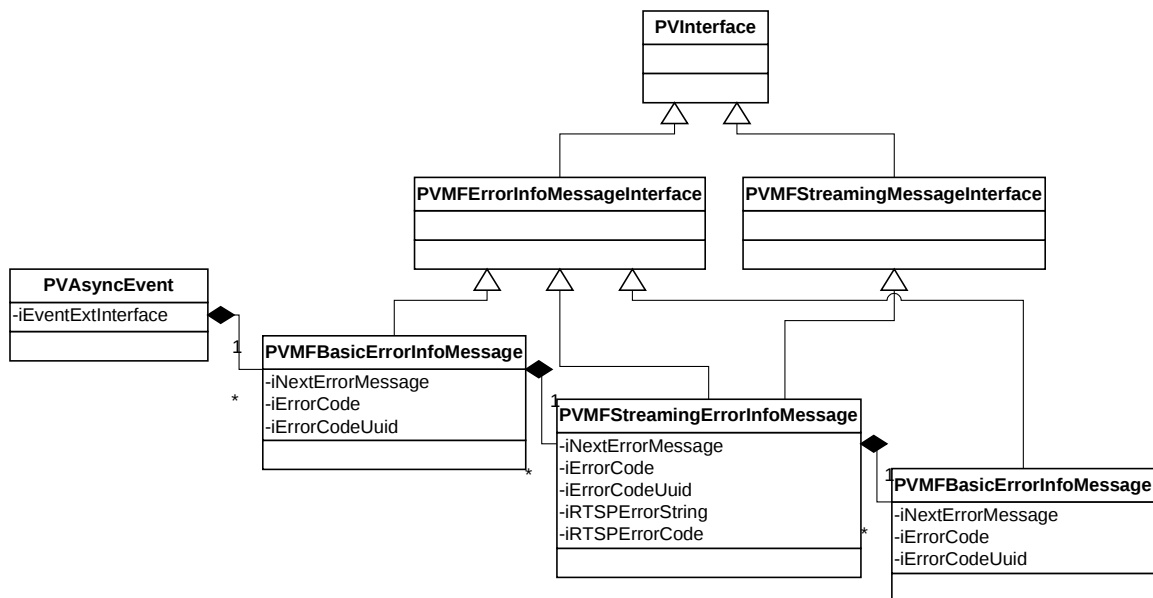 PVInterface
PVMFErrorInfoMessageInterface
PVMFStreamingMessageInterface
PVAsyncEvent
-iEventExtInterface
1
*
PVMFBasicErrorInfoMessage
-iNextErrorMessage
-iErrorCode
-iErrorCodeUuid
1
*
PVMFStreamingErrorInfoMessage
-iNextErrorMessage
-iErrorCode
-iErrorCodeUuid
-iRTSPErrorString
-iRTSPErrorCode
1
*
PVMFBasicErrorInfoMessage
-iNextErrorMessage
-iErrorCode
-iErrorCodeUuid